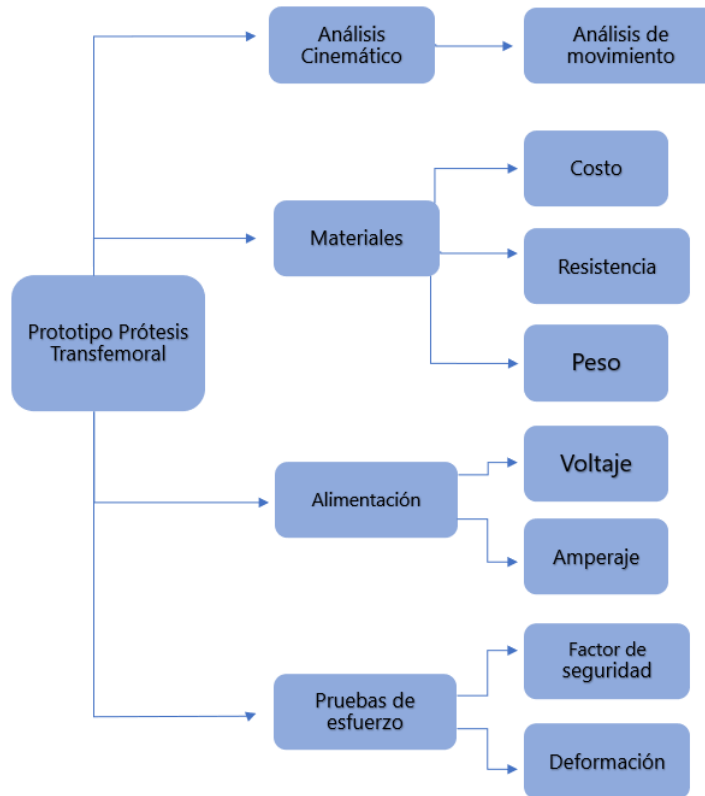 Análisis
Cinemático
Análisis de
movimiento
Costo
Materiales
Resistencia
Prototipo Prótesis
Transfemoral
Peso
Voltaje
Alimentación
Amperaje
Factor de
seguridad
Pruebas de
esfuerzo
Deformación